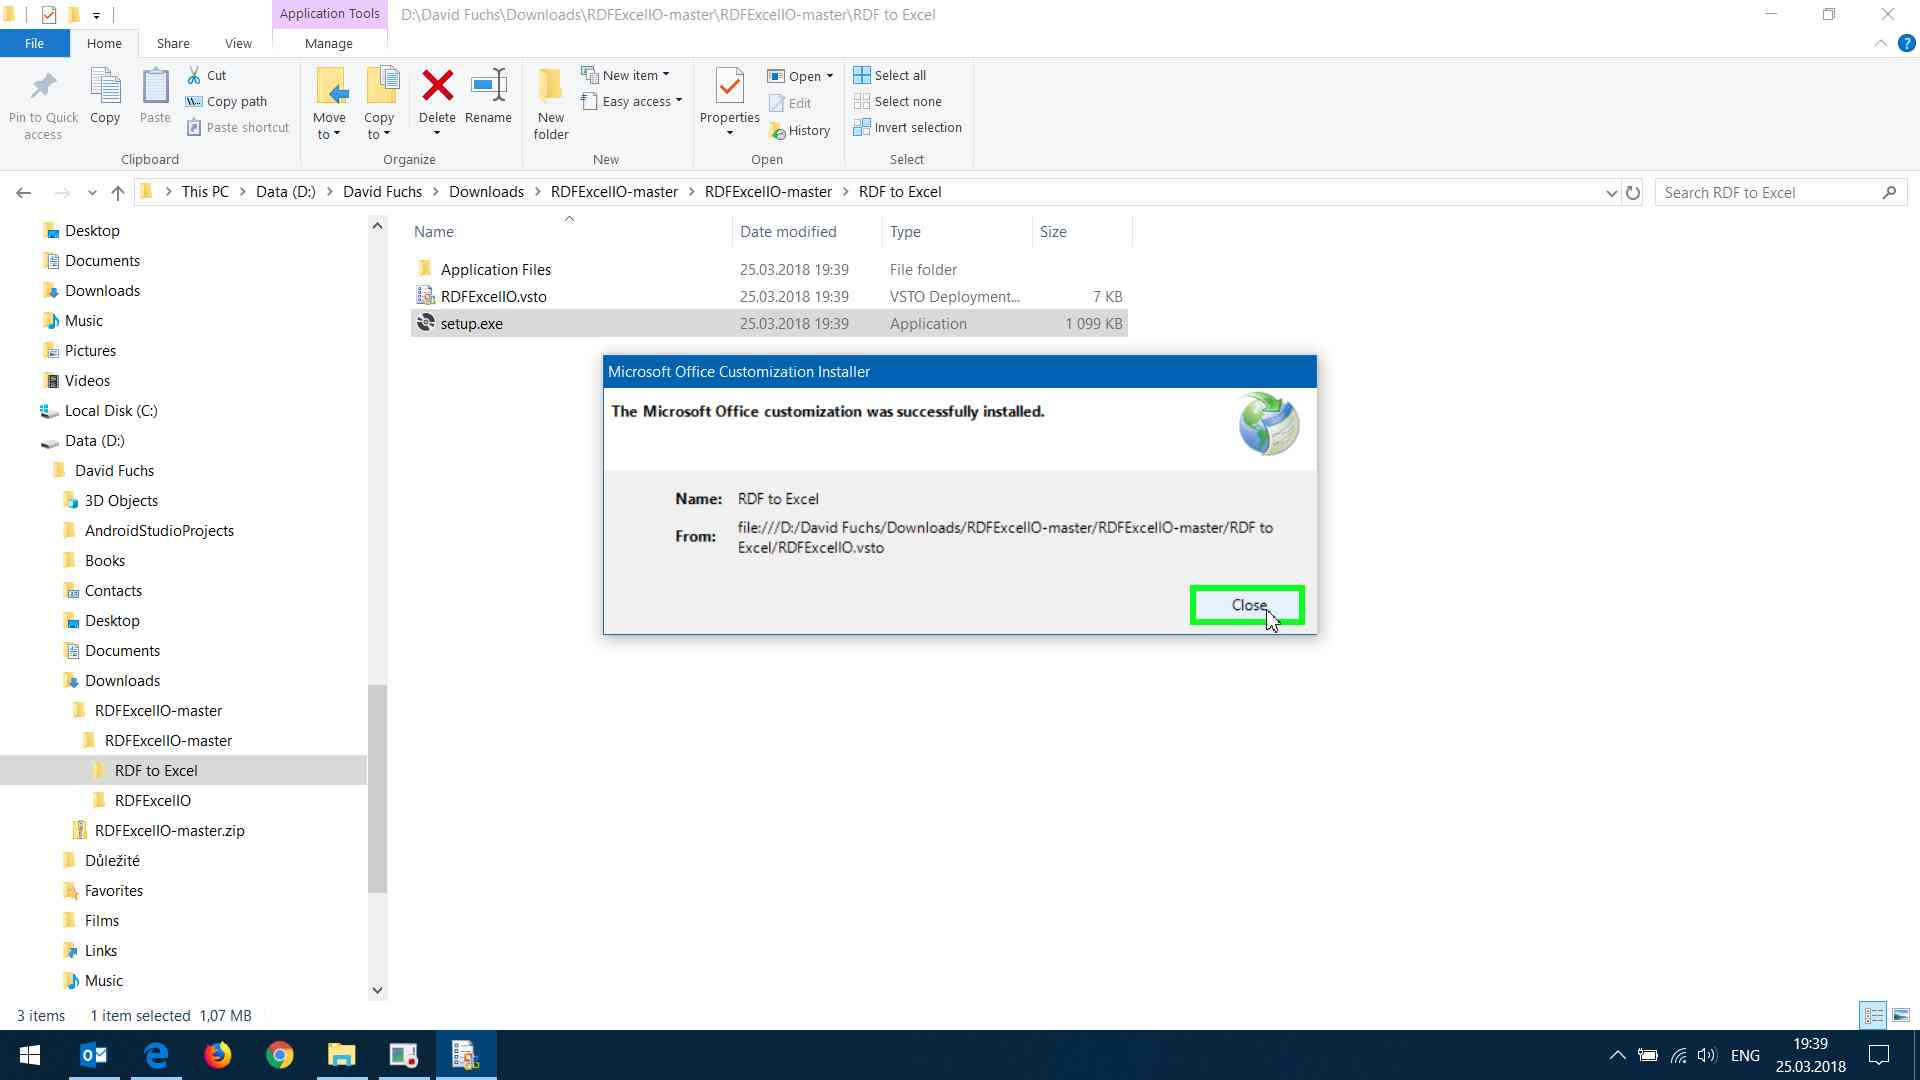 Application Tools
D:\David Fuchs\Downloads\RDFExcelIO-master\RDFExcelIO-master\RDF to Excel
File
Home
Share
View
Manage
Pin to Quick access
Copy
Paste
Cut
Copy path
Paste shortcut
Clipboard
Move to
Copy to
Delete
Rename
Organize
New folder
New item
Easy access
New
Properties
Open
Edit
History
Open
Select all
Select none
Invert selection
Select
This PC > Data (D:) > David Fuchs > Downloads > RDFExcelIO-master > RDFExcelIO-master > RDF to Excel
Search RDF to Excel
Desktop
Documents
Downloads
Music
Pictures
Videos
Local Disk (C:)
Data (D:)
David Fuchs
3D Objects
AndroidStudioProjects
Books
Contacts
Desktop
Documents
Downloads
RDFExcelIO-master
RDFExcelIO-master
RDF to Excel
RDFExcelIO
RDFExcelIO-master.zip
Důležité
Favorites
Films
Links
Music
Name Date modified Type Size
Application Files 25.03.2018 19:39 File folder
RDFExcelIO.vsto 25.03.2018 19:39 VSTO Deployment... 7 KB
setup.exe 25.03.2018 19:39 Application 1 099 KB
Microsoft Office Customization Installer
The Microsoft Office customization was successfully installed.
Name: RDF to Excel
From: file:///D:/David Fuchs/Downloads/RDFExcelIO-master/RDFExcelIO-master/RDF to
Excel/RDFExcelIO.vsto
Close
3 items 1 item selected 1,07 MB
ENG
19:39
25.03.2018